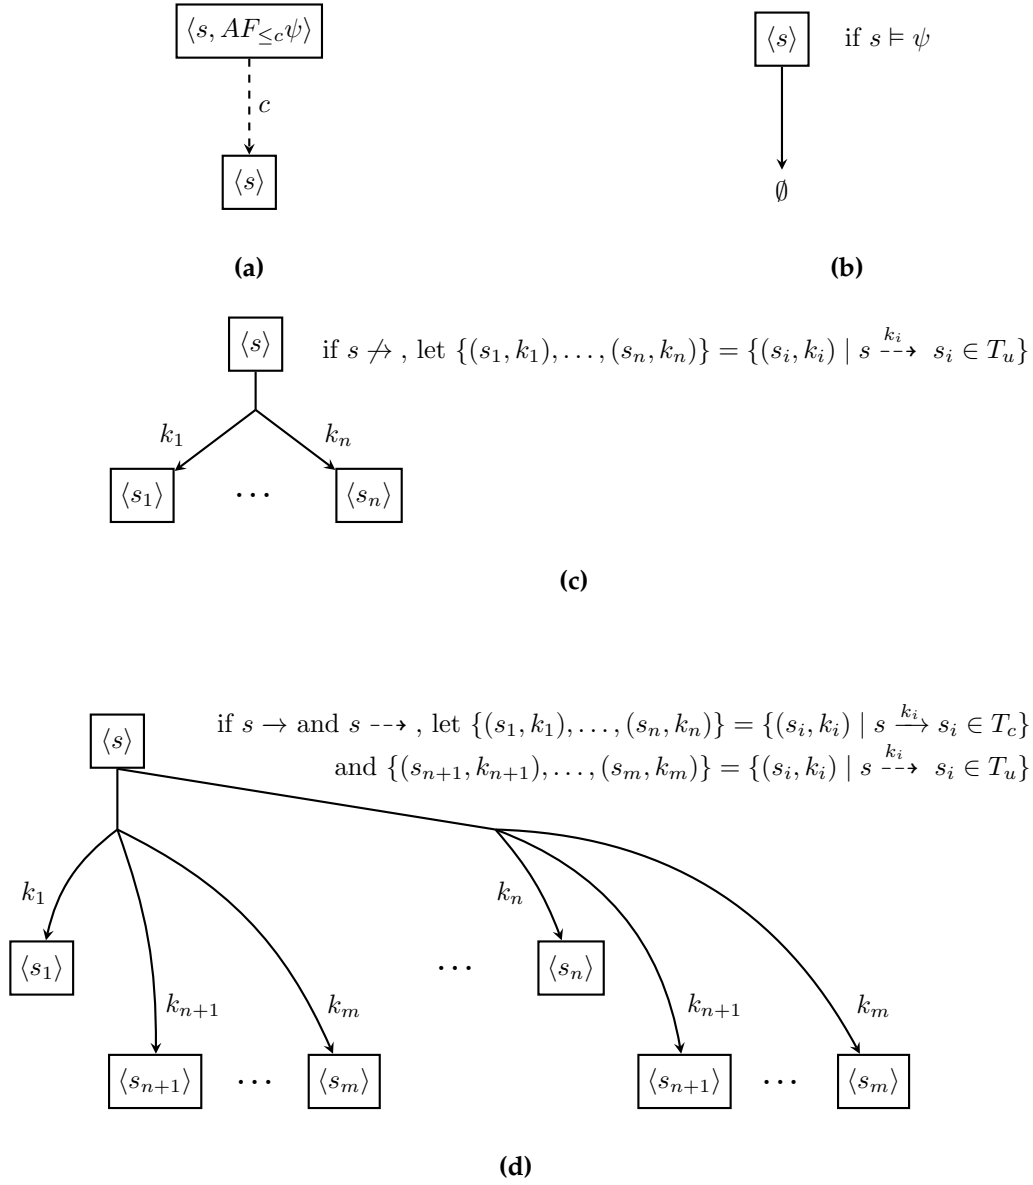 ⟨s, AF≤cψ⟩
⟨s⟩ if s ⊨ ψ
c
⟨s⟩
∅
(a)
(b)
⟨s⟩ if s ↛ , let {(s₁, k₁), . . . , (sₙ, kₙ)} = {(sᵢ, kᵢ) | s ⇢^{kᵢ} sᵢ ∈ Tᵤ}
k₁ kₙ
⟨s₁⟩ ··· ⟨sₙ⟩
(c)
⟨s⟩ if s → and s ⇢ , let {(s₁, k₁), . . . , (sₙ, kₙ)} = {(sᵢ, kᵢ) | s →^{kᵢ} sᵢ ∈ T_c}
and {(sₙ₊₁, kₙ₊₁), . . . , (sₘ, kₘ)} = {(sᵢ, kᵢ) | s ⇢^{kᵢ} sᵢ ∈ Tᵤ}
k₁ kₙ
⟨s₁⟩ ··· ⟨sₙ⟩
kₙ₊₁ kₘ kₙ₊₁ kₘ
⟨sₙ₊₁⟩ ··· ⟨sₘ⟩ ⟨sₙ₊₁⟩ ··· ⟨sₘ⟩
(d)